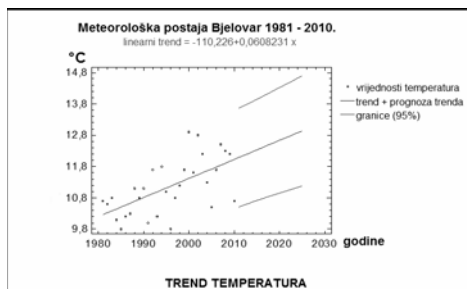 Meteorološka postaja Bjelovar 1981 - 2010.
linearni trend = -110,226+0,0608231 x
°C
14,8
13,8
12,8
11,8
10,8
9,8
1980 1990 2000 2010 2020 2030
godine
vrijednosti temperatura
trend + prognoza trenda
granice (95%)
TREND TEMPERATURA